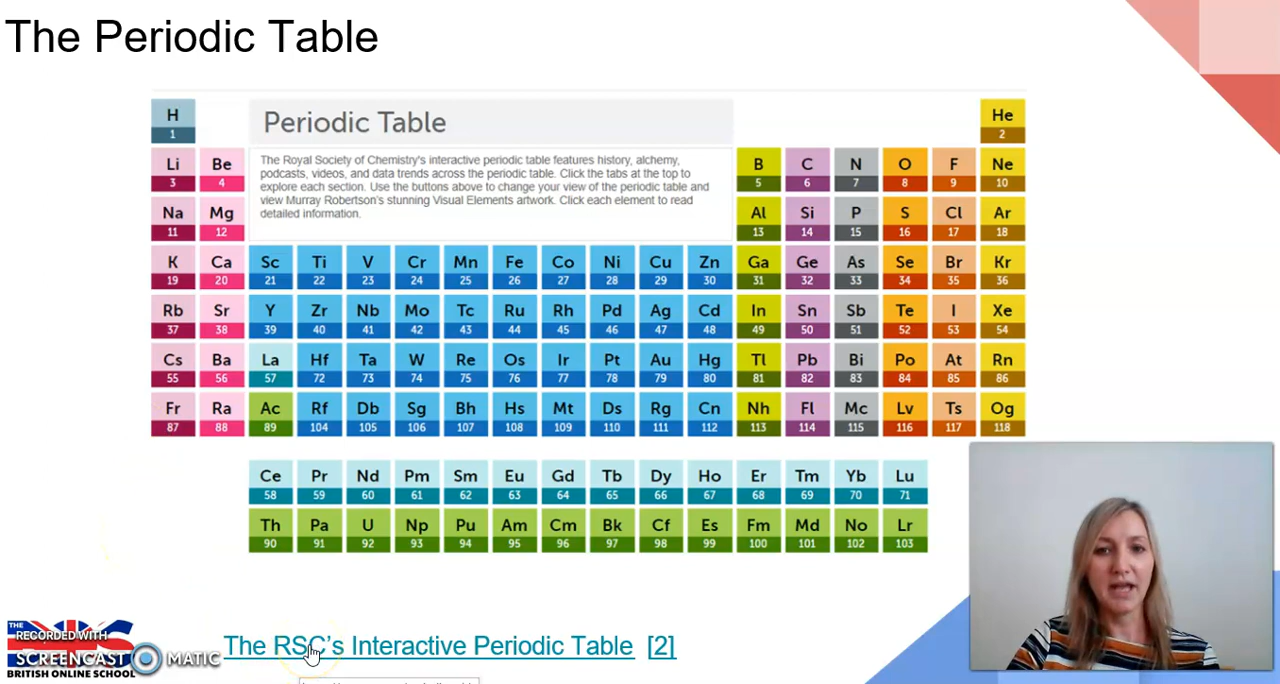 The Periodic Table
H He
1 2
Periodic Table
The Royal Society of Chemistry's interactive periodic table features history, alchemy,
podcasts, videos, and data trends across the periodic table. Click the tabs at the top to
explore each section. Use the buttons above to change your view of the periodic table and
view Murray Robertson's stunning Visual Elements artwork. Click each element to read
detailed information.
Li Be B C N O F Ne
3 4 5 6 7 8 9 10
Na Mg Al Si P S Cl Ar
11 12 13 14 15 16 17 18
K Ca Sc Ti V Cr Mn Fe Co Ni Cu Zn Ga Ge As Se Br Kr
19 20 21 22 23 24 25 26 27 28 29 30 31 32 33 34 35 36
Rb Sr Y Zr Nb Mo Tc Ru Rh Pd Ag Cd In Sn Sb Te I Xe
37 38 39 40 41 42 43 44 45 46 47 48 49 50 51 52 53 54
Cs Ba La Hf Ta W Re Os Ir Pt Au Hg Tl Pb Bi Po At Rn
55 56 57 72 73 74 75 76 77 78 79 80 81 82 83 84 85 86
Fr Ra Ac Rf Db Sg Bh Hs Mt Ds Rg Cn Nh Fl Mc Lv Ts Og
87 88 89 104 105 106 107 108 109 110 111 112 113 114 115 116 117 118
Ce Pr Nd Pm Sm Eu Gd Tb Dy Ho Er Tm Yb Lu
58 59 60 61 62 63 64 65 66 67 68 69 70 71
Th Pa U Np Pu Am Cm Bk Cf Es Fm Md No Lr
90 91 92 93 94 95 96 97 98 99 100 101 102 103
THE
RECORDED WITH
SCREENCAST MATIC
BRITISH ONLINE SCHOOL
The RSC's Interactive Periodic Table [2]